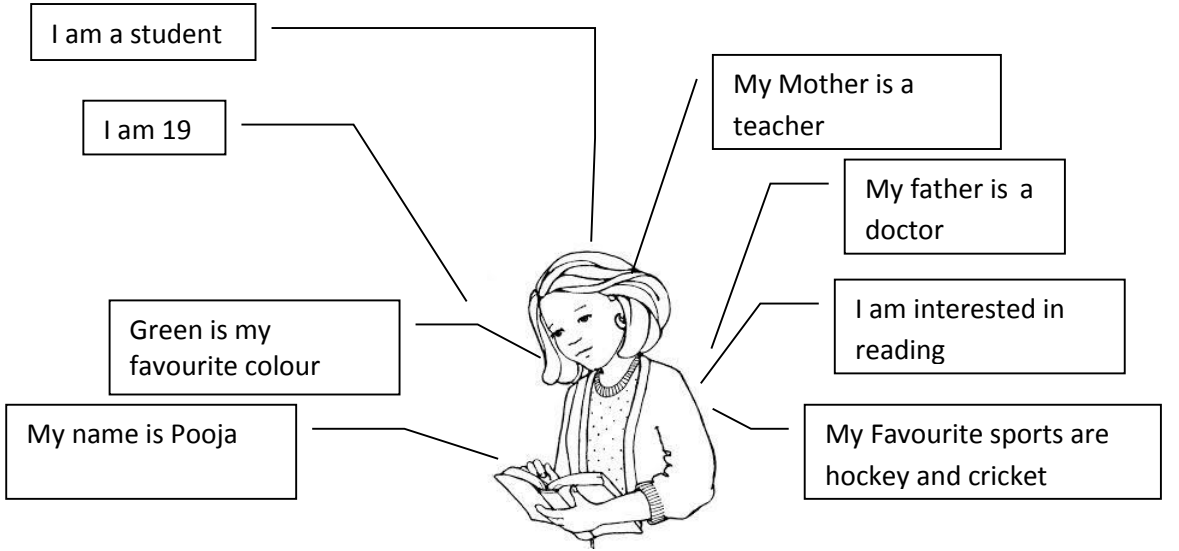 I am a student
My Mother is a
teacher
I am 19
My father is a
doctor
Green is my
favourite colour
I am interested in
reading
My name is Pooja
My Favourite sports are
hockey and cricket